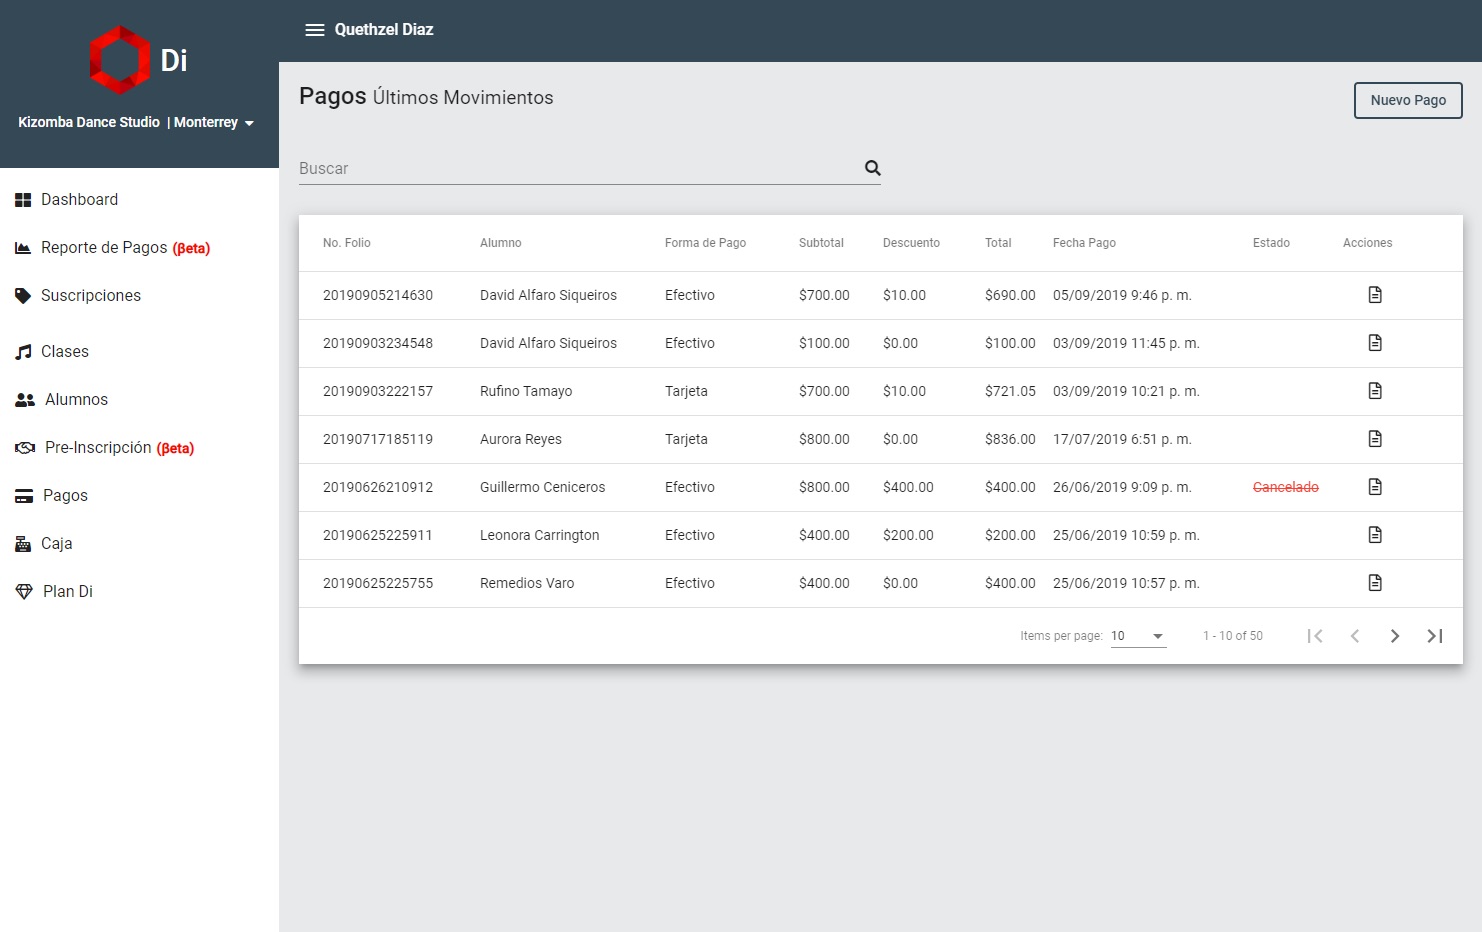 Di
Kizomba Dance Studio | Monterrey
Dashboard
Reporte de Pagos (βeta)
Suscripciones
Clases
Alumnos
Pre-Inscripción (βeta)
Pagos
Caja
Plan Di
Quethzel Diaz
Pagos Últimos Movimientos
Nuevo Pago
Buscar
No. Folio Alumno Forma de Pago Subtotal Descuento Total Fecha Pago Estado Acciones
20190905214630 David Alfaro Siqueiros Efectivo $700.00 $10.00 $690.00 05/09/2019 9:46 p. m.
20190903234548 David Alfaro Siqueiros Efectivo $100.00 $0.00 $100.00 03/09/2019 11:45 p. m.
20190903222157 Rufino Tamayo Tarjeta $700.00 $10.00 $721.05 03/09/2019 10:21 p. m.
20190717185119 Aurora Reyes Tarjeta $800.00 $0.00 $836.00 17/07/2019 6:51 p. m.
20190626210912 Guillermo Ceniceros Efectivo $800.00 $400.00 $400.00 26/06/2019 9:09 p. m. Cancelado
20190625225911 Leonora Carrington Efectivo $400.00 $200.00 $200.00 25/06/2019 10:59 p. m.
20190625225755 Remedios Varo Efectivo $400.00 $0.00 $400.00 25/06/2019 10:57 p. m.
Items per page: 10 1 - 10 of 50